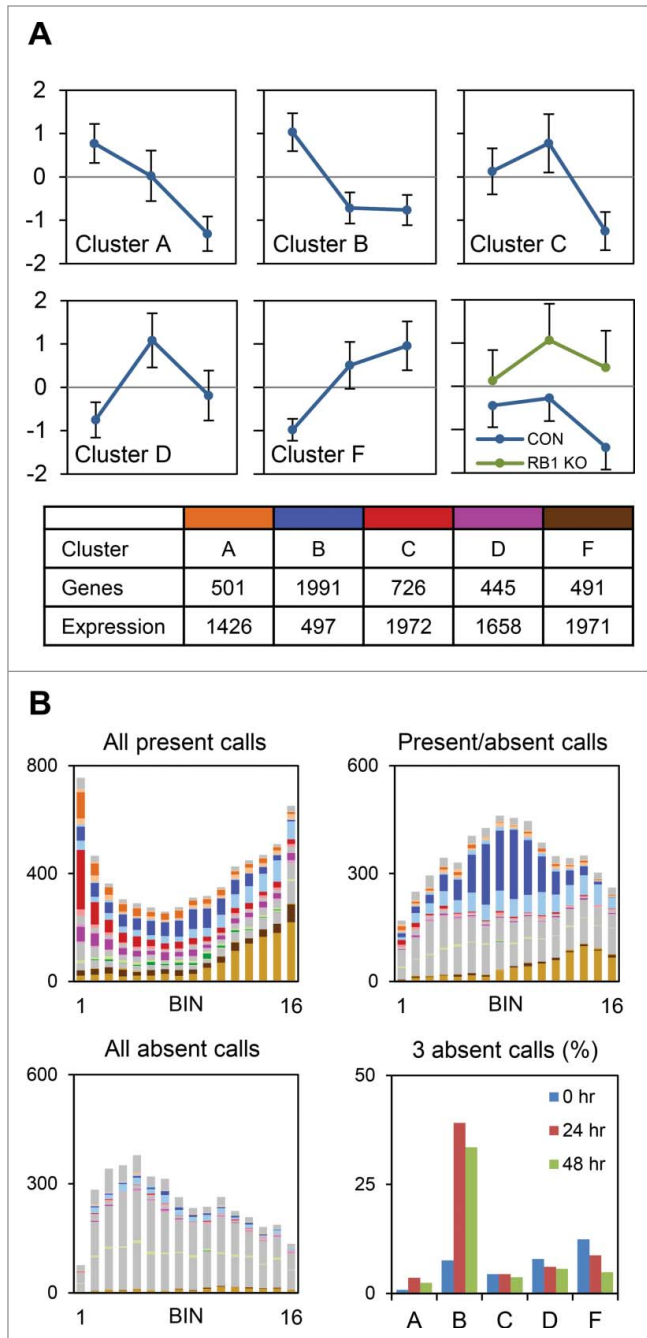 A
2
1
0
-1
-2
Cluster A
Cluster B
Cluster C
2
1
0
-1
-2
Cluster D
Cluster F
CON
RB1 KO
Cluster A B C D F
Genes 501 1991 726 445 491
Expression 1426 497 1972 1658 1971
B
All present calls
800
400
0
1 BIN 16
Present/absent calls
600
300
0
1 BIN 16
All absent calls
600
300
0
1 BIN 16
3 absent calls (%)
50
25
0
0 hr
24 hr
48 hr
A B C D F